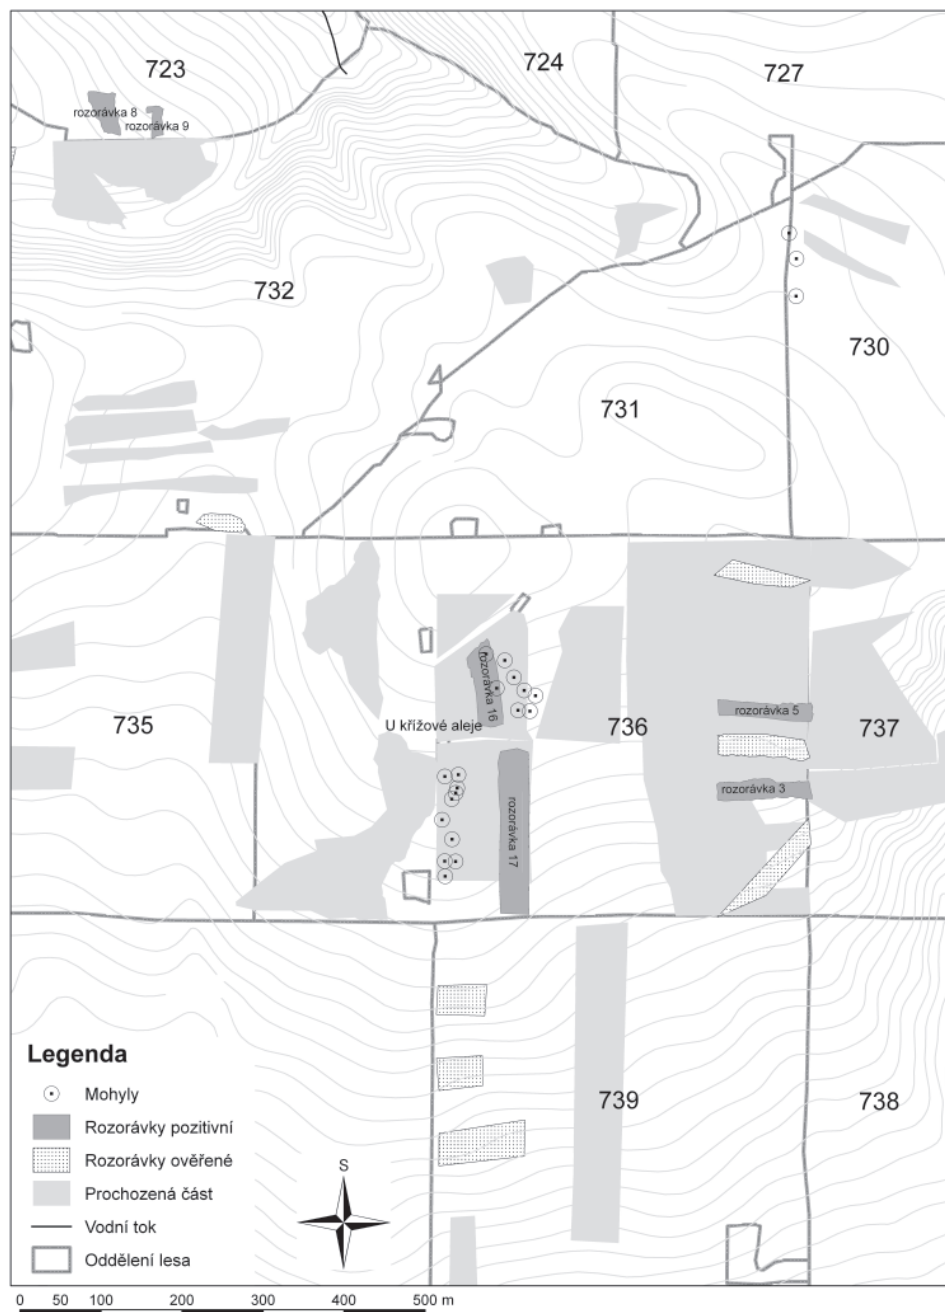 723
724
727
rozorávka 8
rozorávka 9
732
730
731
rozorávka 16
U křížové aleje
735
736
737
rozorávka 5
rozorávka 3
rozorávka 17
Legenda
Mohyly
Rozorávky pozitivní
Rozorávky ověřené
Prochozená část
Vodní tok
Oddělení lesa
S
739
738
0 50 100 200 300 400 500 m